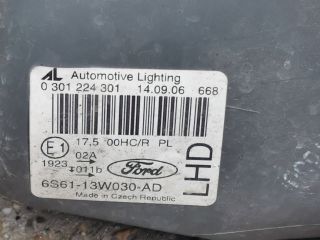 AL Automotive Lighting
0 301 224 301 14.09.06 668
17,5 00HC/R PL
E1 02A
1923 011b
Ford
LHD
6S61-13W030-AD
Made in Czech Republic